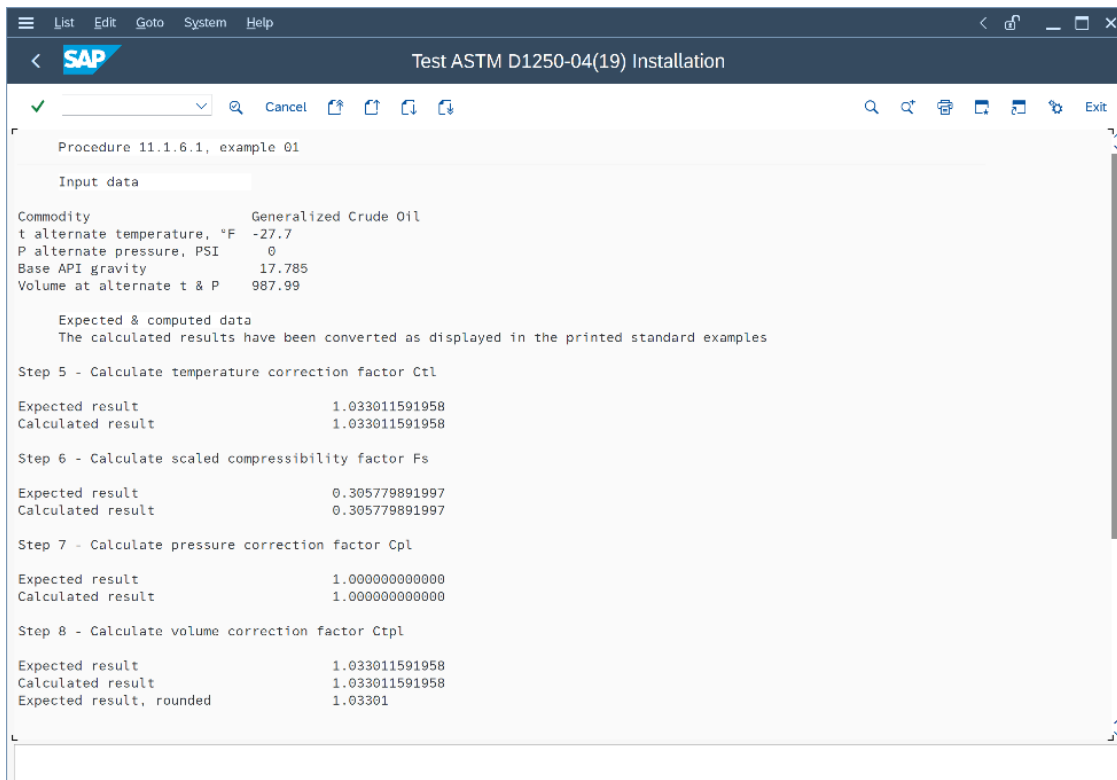 List Edit Goto System Help
SAP Test ASTM D1250-04(19) Installation
Cancel Exit
Procedure 11.1.6.1, example 01
Input data
Commodity Generalized Crude Oil
t alternate temperature, °F -27.7
P alternate pressure, PSI 0
Base API gravity 17.785
Volume at alternate t & P 987.99
Expected & computed data
The calculated results have been converted as displayed in the printed standard examples
Step 5 - Calculate temperature correction factor Ctl
Expected result 1.033011591958
Calculated result 1.033011591958
Step 6 - Calculate scaled compressibility factor Fs
Expected result 0.305779891997
Calculated result 0.305779891997
Step 7 - Calculate pressure correction factor Cpl
Expected result 1.000000000000
Calculated result 1.000000000000
Step 8 - Calculate volume correction factor Ctpl
Expected result 1.033011591958
Calculated result 1.033011591958
Expected result, rounded 1.03301